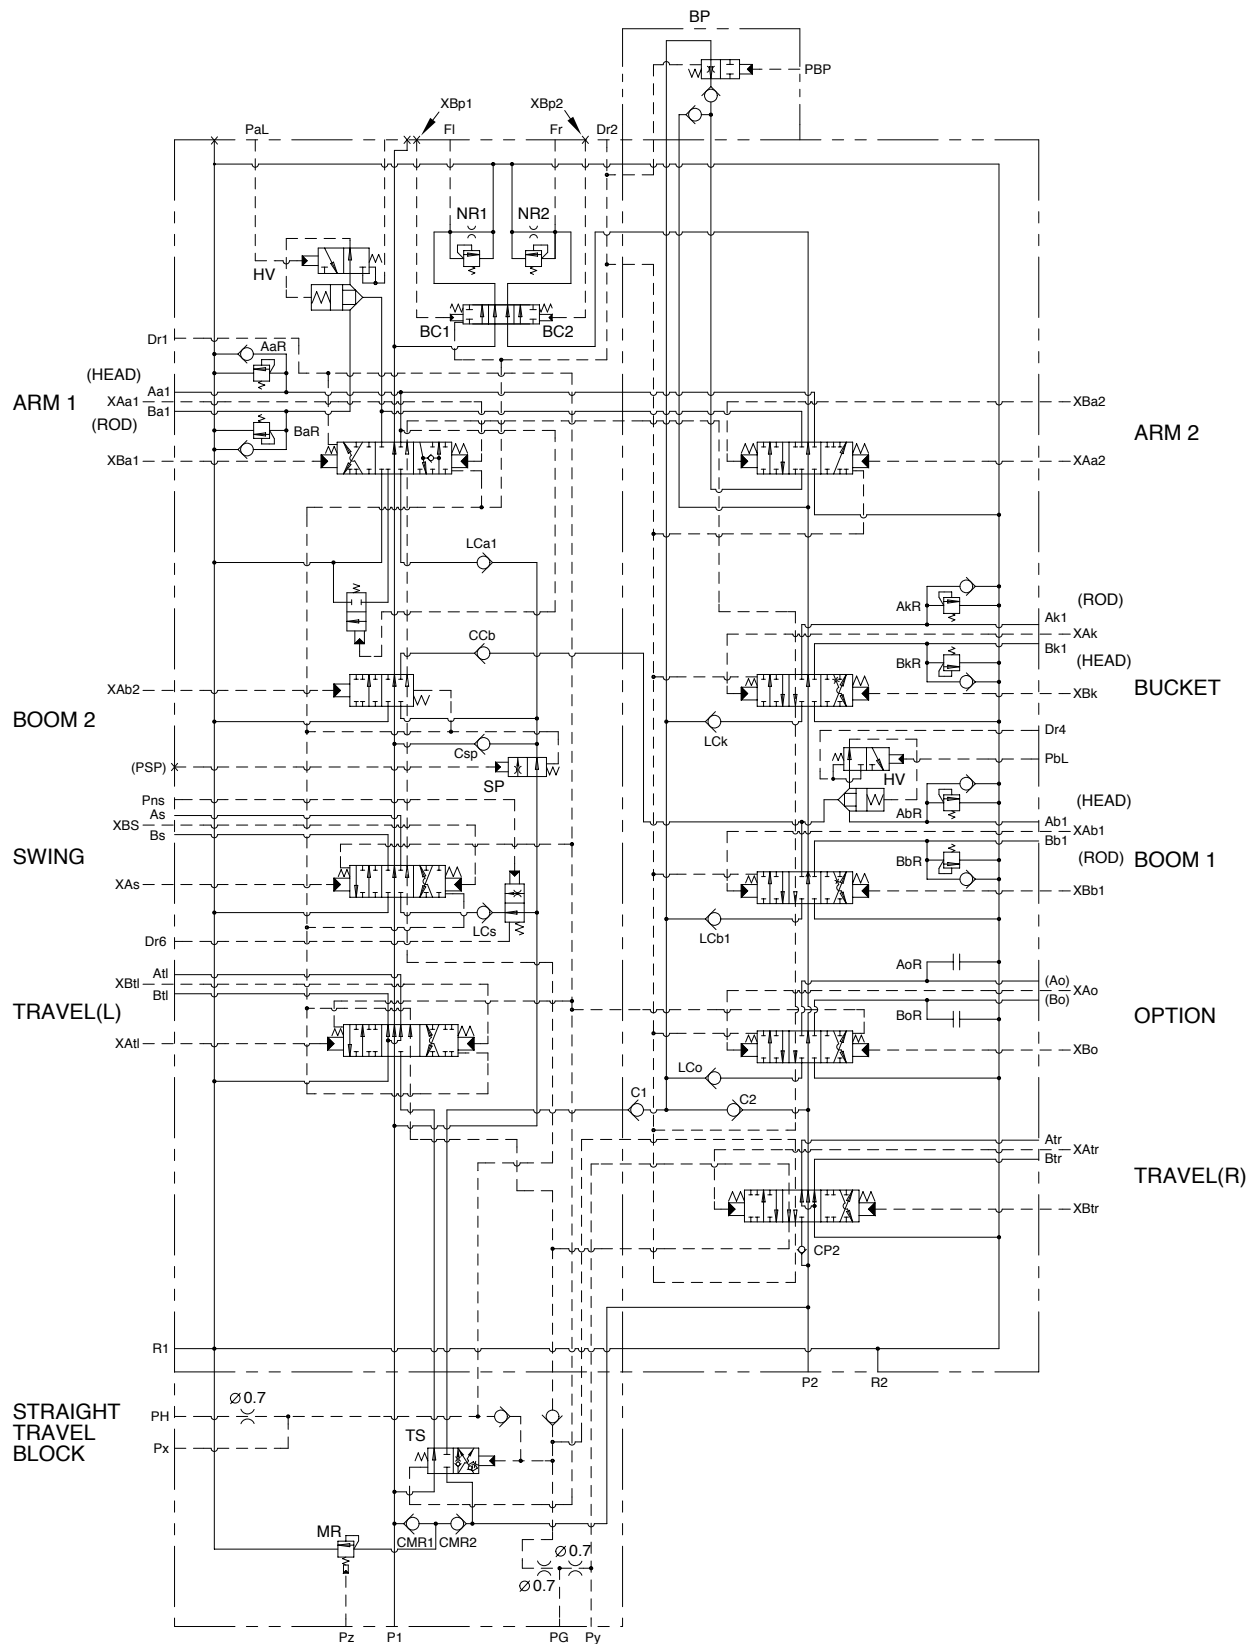 BP
PBP
XBp1
XBp2
PaL
Fl
Fr
Dr2
NR1
NR2
HV
BC1
BC2
Dr1
AaR
(HEAD)
Aa1
ARM 1
XAa1
Ba1
(ROD)
BaR
XBa1
XBa2
ARM 2
XAa2
LCa1
AkR
(ROD)
Ak1
XAk
CCb
Bk1
BkR
(HEAD)
XAb2
XBk
BUCKET
BOOM 2
LCk
Dr4
Csp
(PSP)
SP
HV
PbL
Pns
(HEAD)
As
AbR
Ab1
XBS
XAb1
Bs
Bb1
SWING
BbR
(ROD)
BOOM 1
XAs
XBb1
LCs
LCb1
Dr6
AoR
Atl
(Ao)
XBtl
XAo
Btl
(Bo)
TRAVEL(L)
BoR
OPTION
XAtl
XBo
LCo
C1
C2
Atr
XAtr
Btr
TRAVEL(R)
XBtr
CP2
R1
P2
R2
STRAIGHT
TRAVEL
BLOCK
PH
Ø0.7
Px
TS
MR
CMR1
CMR2
Ø0.7
Ø0.7
Pz
P1
PG
Py